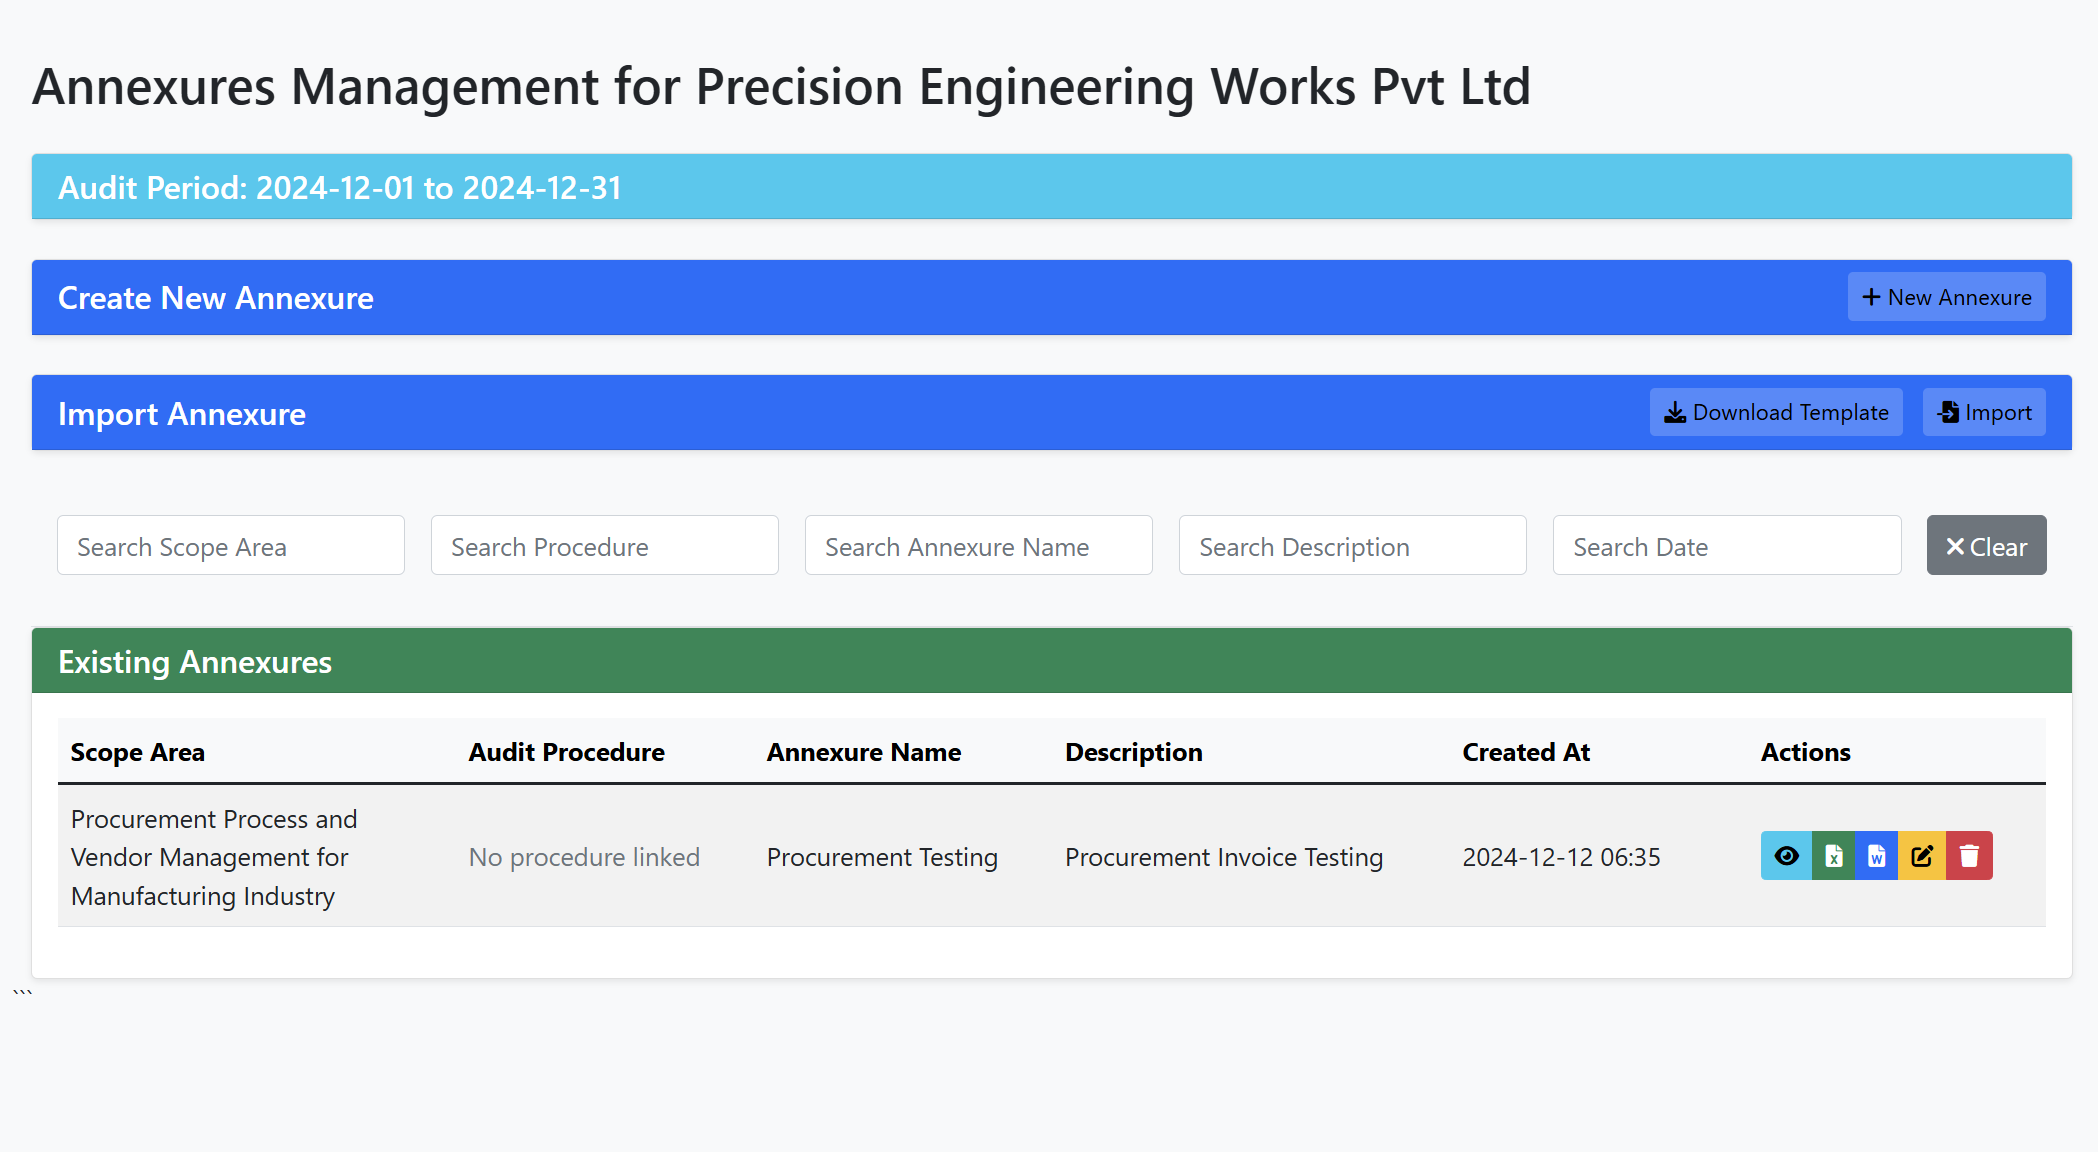 Annexures Management for Precision Engineering Works Pvt Ltd
Audit Period: 2024-12-01 to 2024-12-31
Create New Annexure
New Annexure
Import Annexure
Download Template
Import
Search Scope Area
Search Procedure
Search Annexure Name
Search Description
Search Date
Clear
Existing Annexures
Scope Area
Audit Procedure
Annexure Name
Description
Created At
Actions
Procurement Process and
Vendor Management for
Manufacturing Industry
No procedure linked
Procurement Testing
Procurement Invoice Testing
2024-12-12 06:35
```